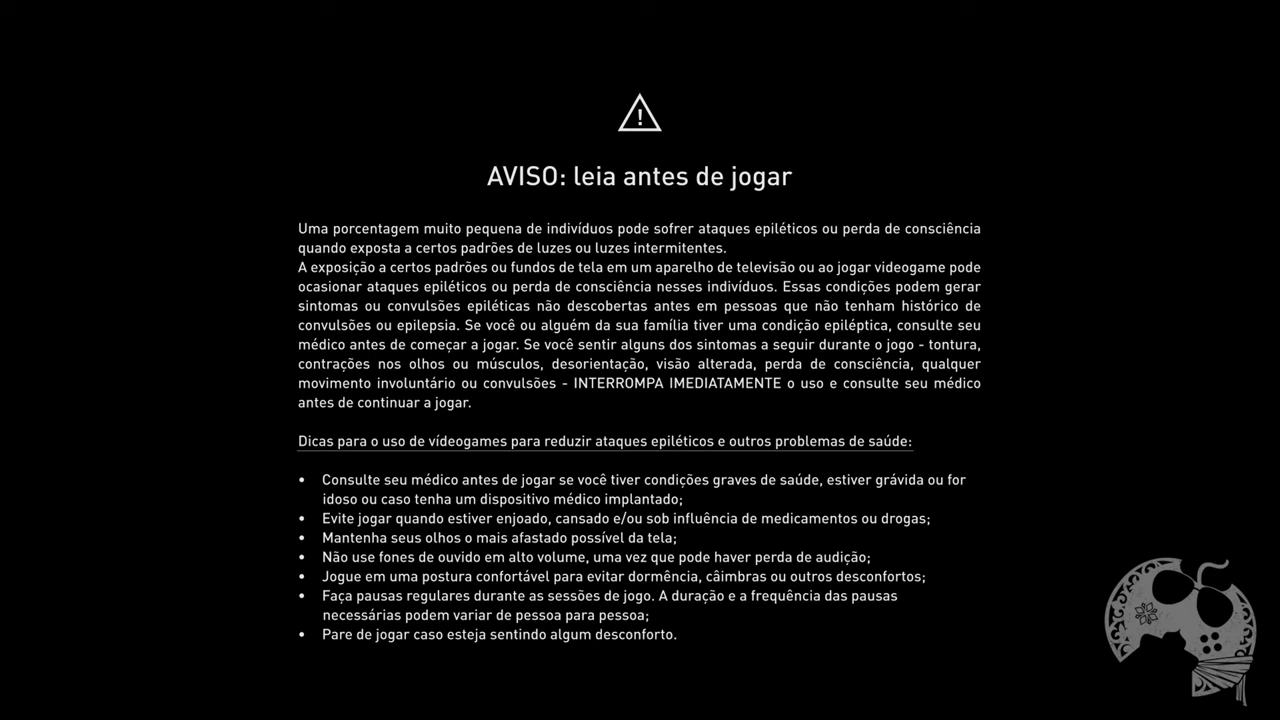 AVISO: leia antes de jogar
Uma porcentagem muito pequena de indivíduos pode sofrer ataques epiléticos ou perda de consciência
quando exposta a certos padrões de luzes ou luzes intermitentes.
A exposição a certos padrões ou fundos de tela em um aparelho de televisão ou ao jogar videogame pode
ocasionar ataques epiléticos ou perda de consciência nesses indivíduos. Essas condições podem gerar
sintomas ou convulsões epiléticas não descobertas antes em pessoas que não tenham histórico de
convulsões ou epilepsia. Se você ou alguém da sua família tiver uma condição epiléptica, consulte seu
médico antes de começar a jogar. Se você sentir alguns dos sintomas a seguir durante o jogo - tontura,
contrações nos olhos ou músculos, desorientação, visão alterada, perda de consciência, qualquer
movimento involuntário ou convulsões - INTERROMPA IMEDIATAMENTE o uso e consulte seu médico
antes de continuar a jogar.
Dicas para o uso de vídeogames para reduzir ataques epiléticos e outros problemas de saúde:
• Consulte seu médico antes de jogar se você tiver condições graves de saúde, estiver grávida ou for
idoso ou caso tenha um dispositivo médico implantado;
• Evite jogar quando estiver enjoado, cansado e/ou sob influência de medicamentos ou drogas;
• Mantenha seus olhos o mais afastado possível da tela;
• Não use fones de ouvido em alto volume, uma vez que pode haver perda de audição;
• Jogue em uma postura confortável para evitar dormência, câimbras ou outros desconfortos;
• Faça pausas regulares durante as sessões de jogo. A duração e a frequência das pausas
necessárias podem variar de pessoa para pessoa;
• Pare de jogar caso esteja sentindo algum desconforto.